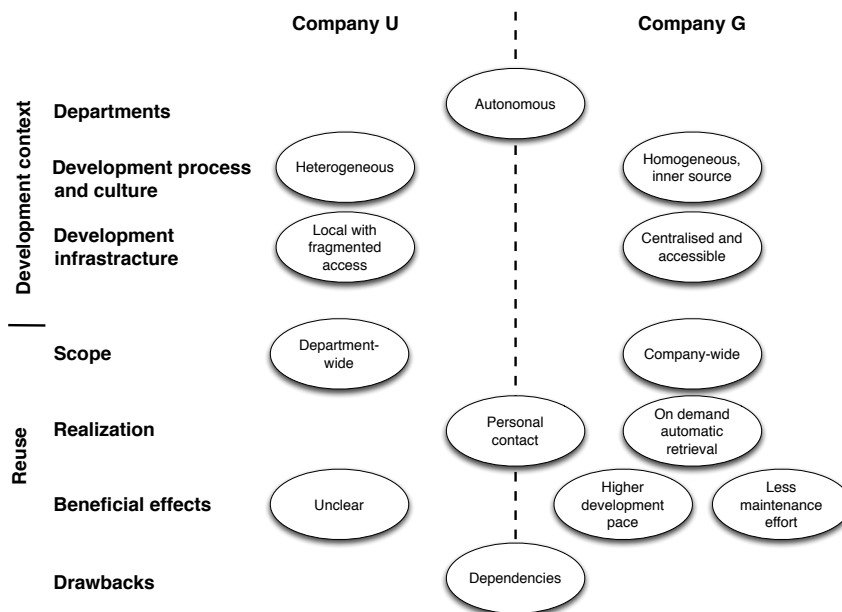 Company U
Company G
Development context
Departments
Autonomous
Development process
and culture
Heterogeneous
Homogeneous,
inner source
Development
infrastracture
Local with
fragmented
access
Centralised and
accessible
Reuse
Scope
Department-
wide
Company-wide
Realization
Personal
contact
On demand
automatic
retrieval
Beneficial effects
Unclear
Higher
development
pace
Less
maintenance
effort
Drawbacks
Dependencies